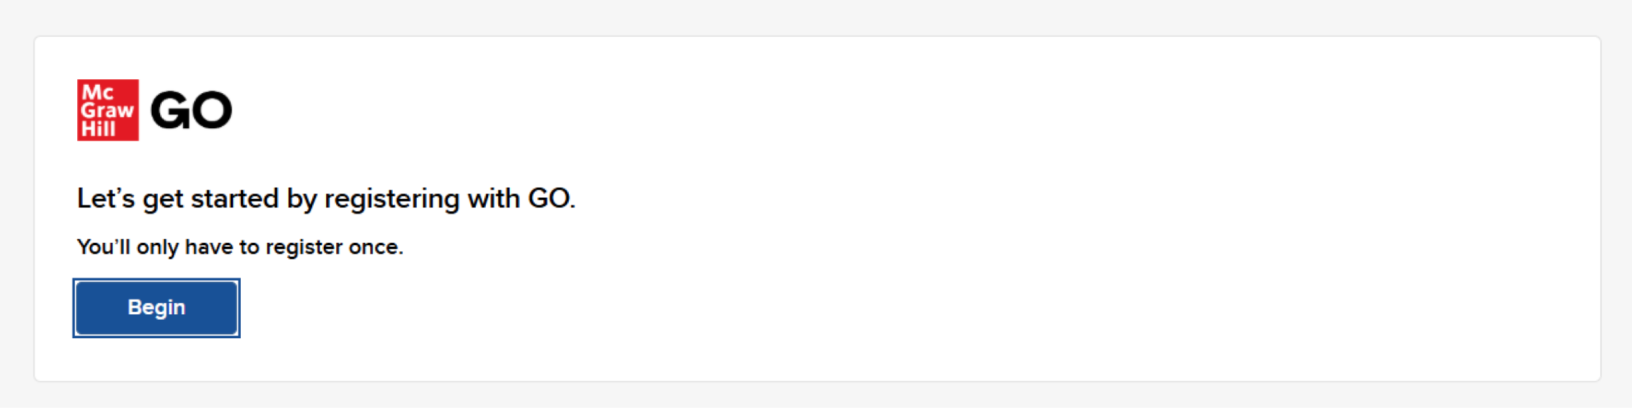 Mc
Graw
Hill
GO
Let’s get started by registering with GO.
You’ll only have to register once.
Begin